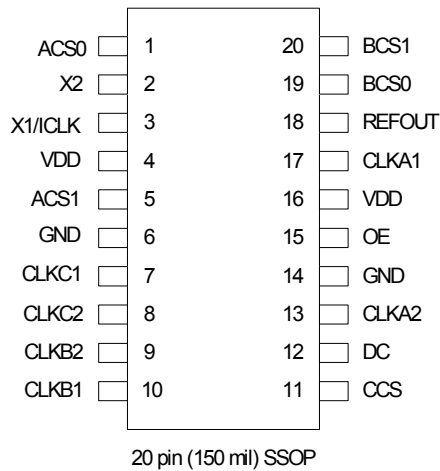 ACS0 1 20 BCS1
X2 2 19 BCS0
X1/ICLK 3 18 REFOUT
VDD 4 17 CLKA1
ACS1 5 16 VDD
GND 6 15 OE
CLKC1 7 14 GND
CLKC2 8 13 CLKA2
CLKB2 9 12 DC
CLKB1 10 11 CCS
20 pin (150 mil) SSOP